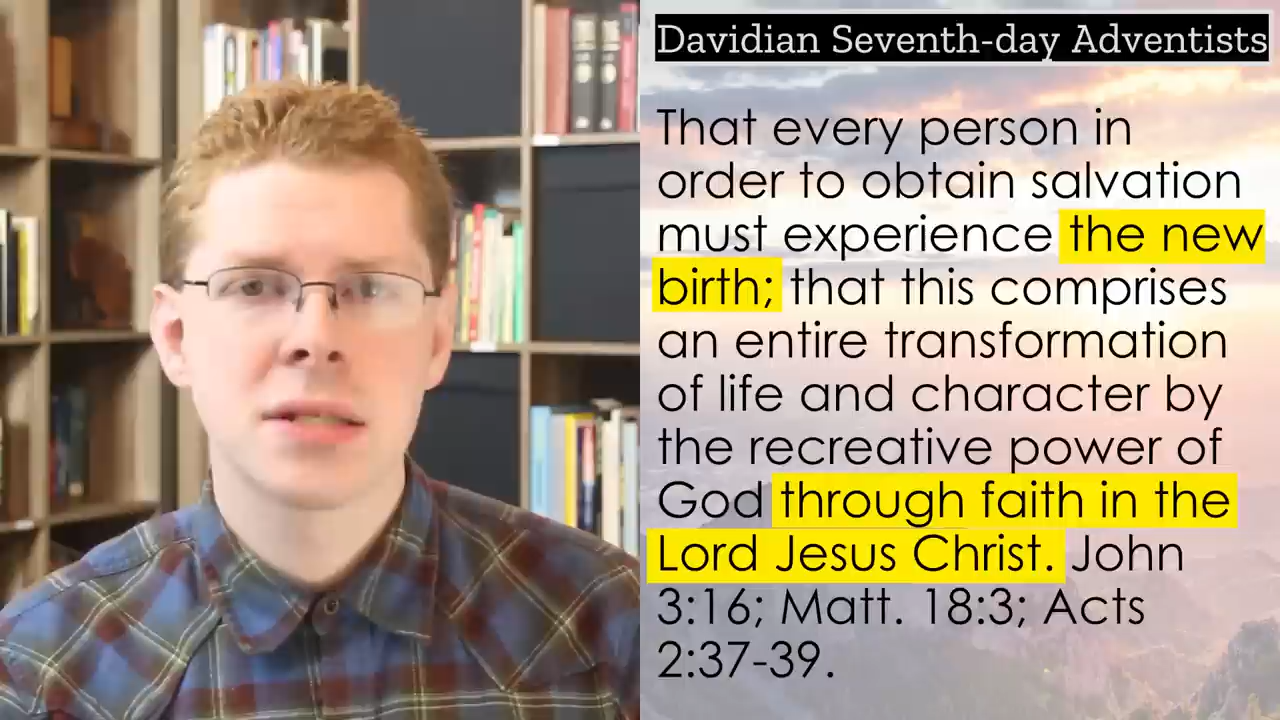 Davidian Seventh-day Adventists
That every person in
order to obtain salvation
must experience the new
birth; that this comprises
an entire transformation
of life and character by
the recreative power of
God through faith in the
Lord Jesus Christ. John
3:16; Matt. 18:3; Acts
2:37-39.